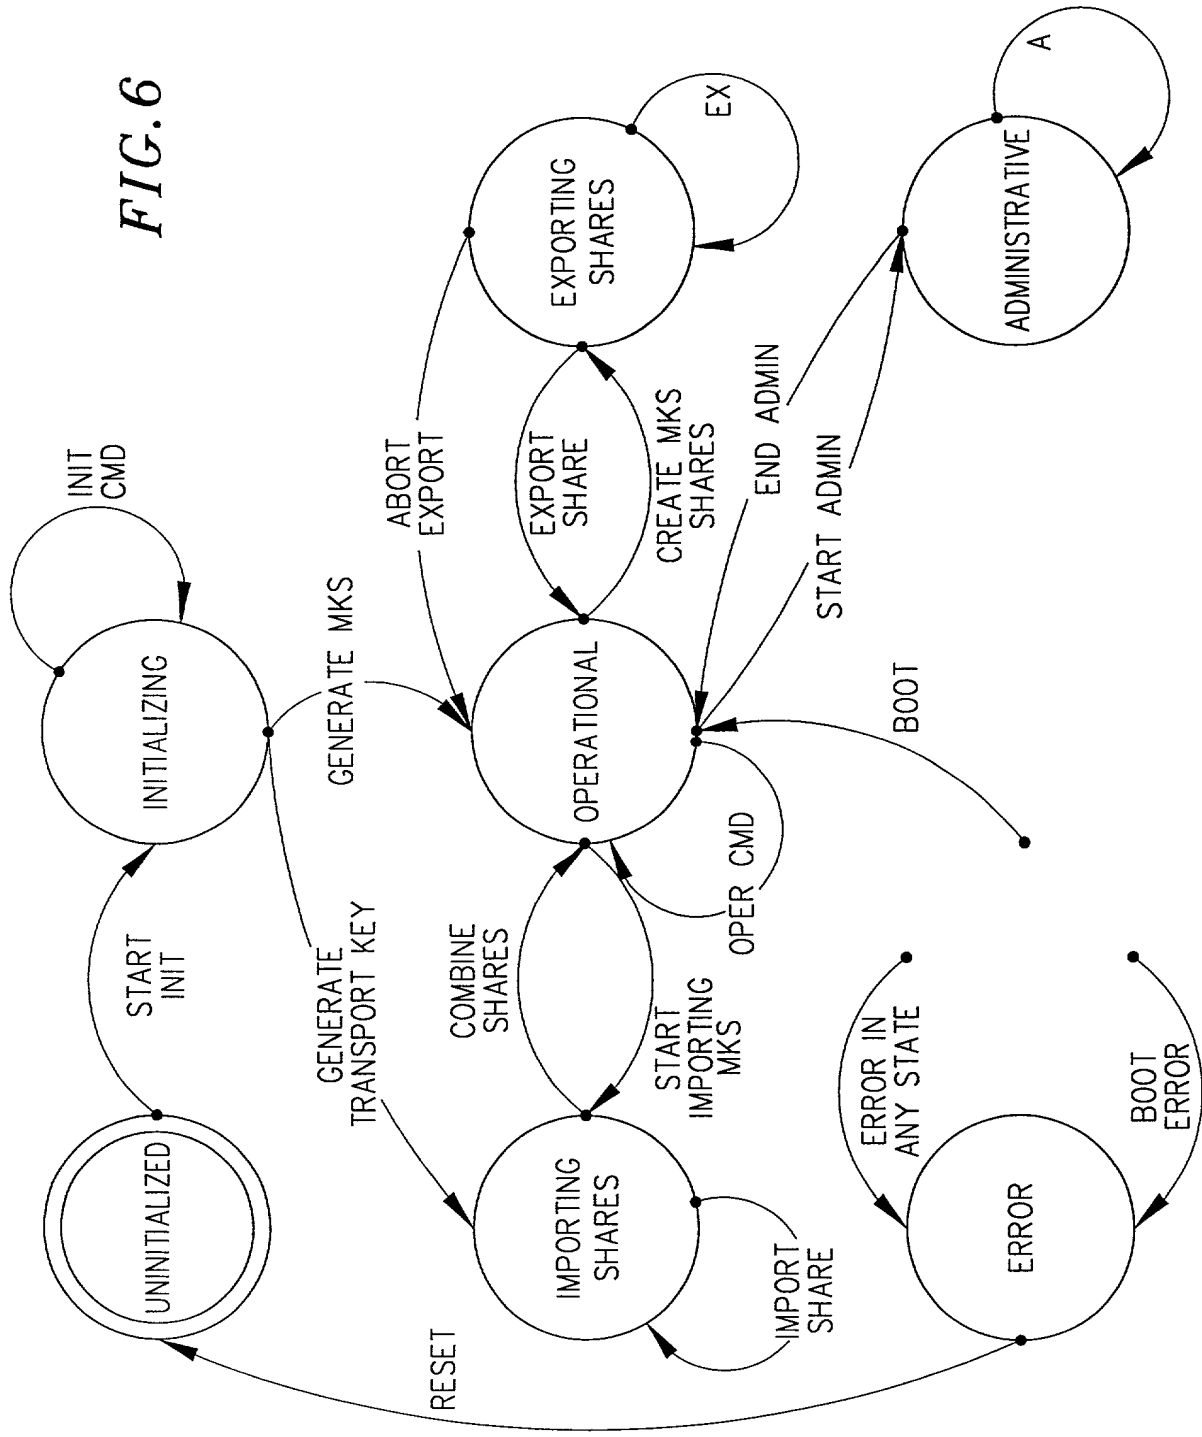 FIG. 6
UNINITIALIZED
START
INIT
INITIALIZING
INIT
CMD
GENERATE
TRANSPORT KEY
GENERATE MKS
RESET
IMPORTING
SHARES
IMPORT
SHARE
COMBINE
SHARES
START
IMPORTING
MKS
OPERATIONAL
OPER CMD
ABORT
EXPORT
EXPORT
SHARE
CREATE MKS
SHARES
EXPORTING
SHARES
EX
END ADMIN
START ADMIN
BOOT
ERROR
ERROR IN
ANY STATE
BOOT
ERROR
ADMINISTRATIVE
A